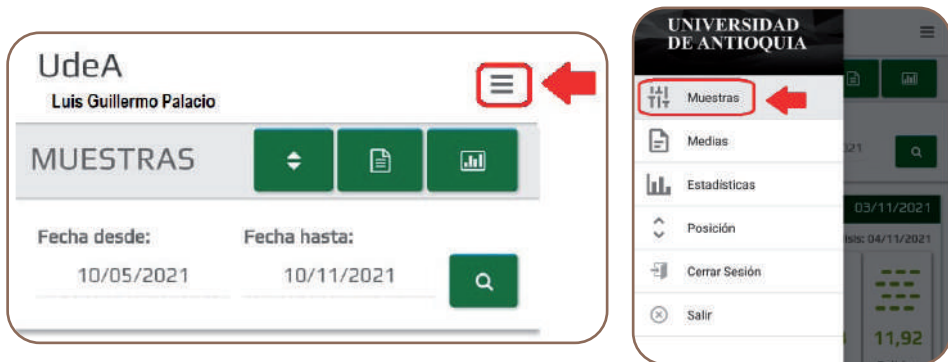 UdeA
Luis Guillermo Palacio
MUESTRAS
Fecha desde:
Fecha hasta:
10/05/2021
10/11/2021
UNIVERSIDAD
DE ANTIOQUIA
Muestras
Medias
Estadísticas
Posición
Cerrar Sesión
Salir
021
03/11/2021
isis: 04/11/2021
11,92